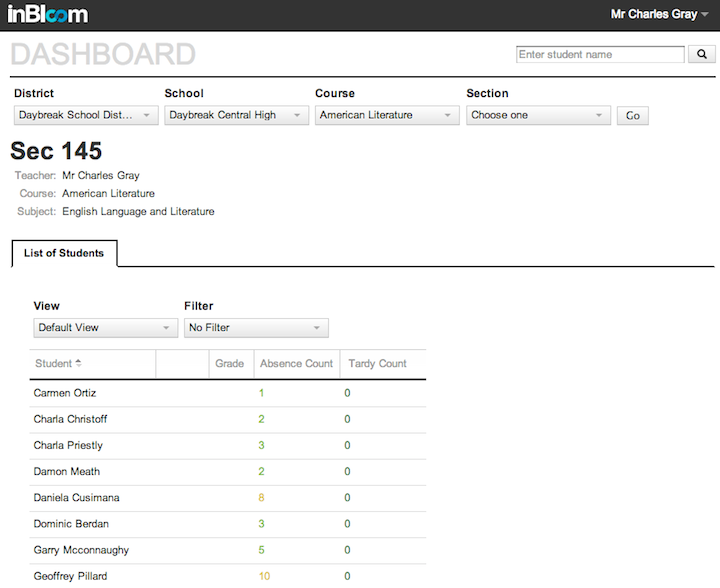 inBloom
Mr Charles Gray
DASHBOARD
Enter student name
District School Course Section
Daybreak School Dist... Daybreak Central High American Literature Choose one Go
Sec 145
Teacher: Mr Charles Gray
Course: American Literature
Subject: English Language and Literature
List of Students
View Filter
Default View No Filter
Student Grade Absence Count Tardy Count
Carmen Ortiz 1 0
Charla Christoff 2 0
Charla Priestly 3 0
Damon Meath 2 0
Daniela Cusimana 8 0
Dominic Berdan 3 0
Garry Mcconnaughy 5 0
Geoffrey Pillard 10 0